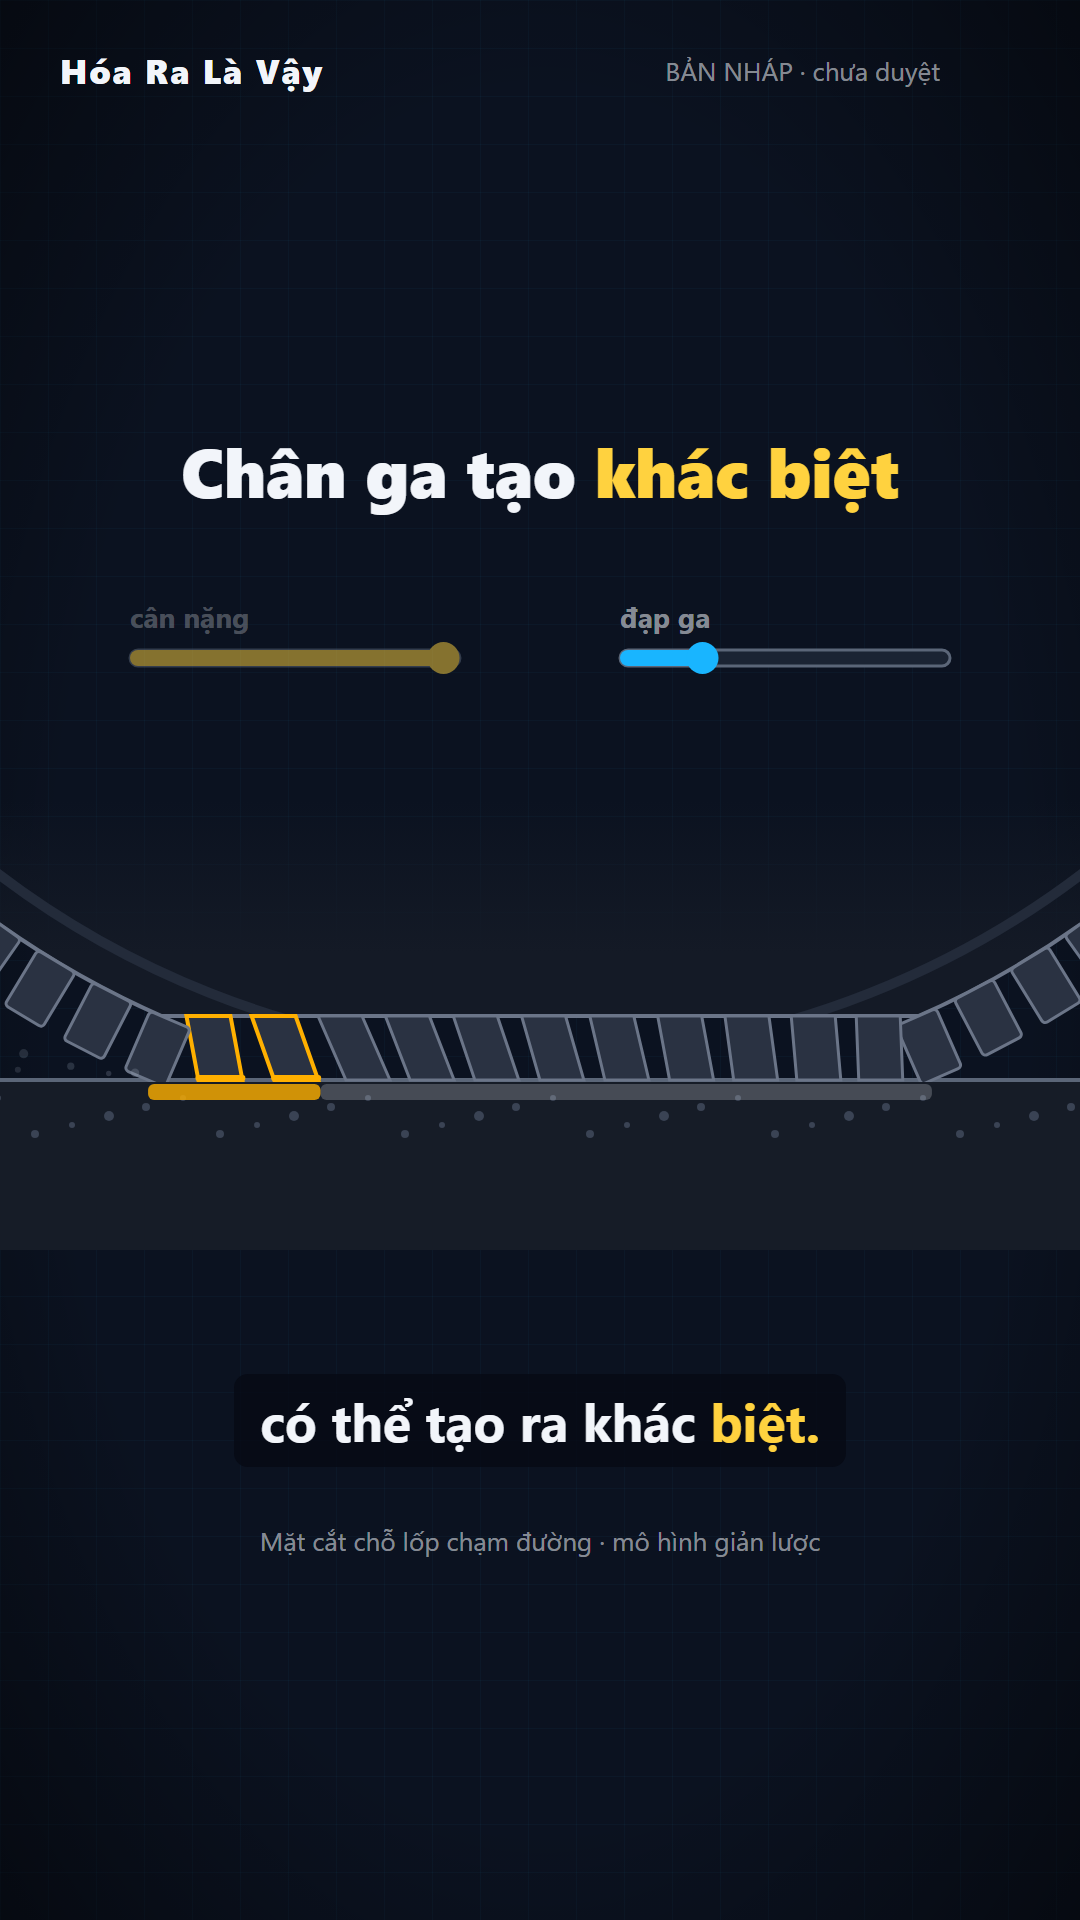 Hóa Ra Là Vậy
BẢN NHÁP · chưa duyệt
Chân ga tạo khác biệt
cân nặng
đạp ga
có thể tạo ra khác biệt.
Mặt cắt chỗ lốp chạm đường · mô hình giản lược